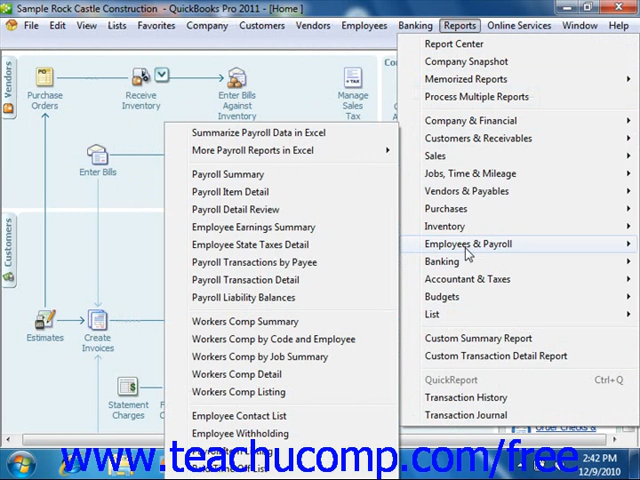 Sample Rock Castle Construction - QuickBooks Pro 2011 - [Home ]
File Edit View Lists Favorites Company Customers Vendors Employees Banking Reports Online Services Window Help
Vendors
Purchase
Orders
Receive
Inventory
Enter Bills
Against
Inventory
Manage
Sales
Tax
Enter Bills
Customers
Estimates
Create
Invoices
Statement
Charges
Report Center
Company Snapshot
Memorized Reports
Process Multiple Reports
Company & Financial
Customers & Receivables
Sales
Jobs, Time & Mileage
Vendors & Payables
Purchases
Inventory
Employees & Payroll
Banking
Accountant & Taxes
Budgets
List
Custom Summary Report
Custom Transaction Detail Report
QuickReport Ctrl+Q
Transaction History
Transaction Journal
Summarize Payroll Data in Excel
More Payroll Reports in Excel
Payroll Summary
Payroll Item Detail
Payroll Detail Review
Employee Earnings Summary
Employee State Taxes Detail
Payroll Transactions by Payee
Payroll Transaction Detail
Payroll Liability Balances
Workers Comp Summary
Workers Comp by Code and Employee
Workers Comp by Job Summary
Workers Comp Detail
Workers Comp Listing
Employee Contact List
Employee Withholding
Order Checks &
www.teachucomp.com/free
2:42 PM
12/9/2010